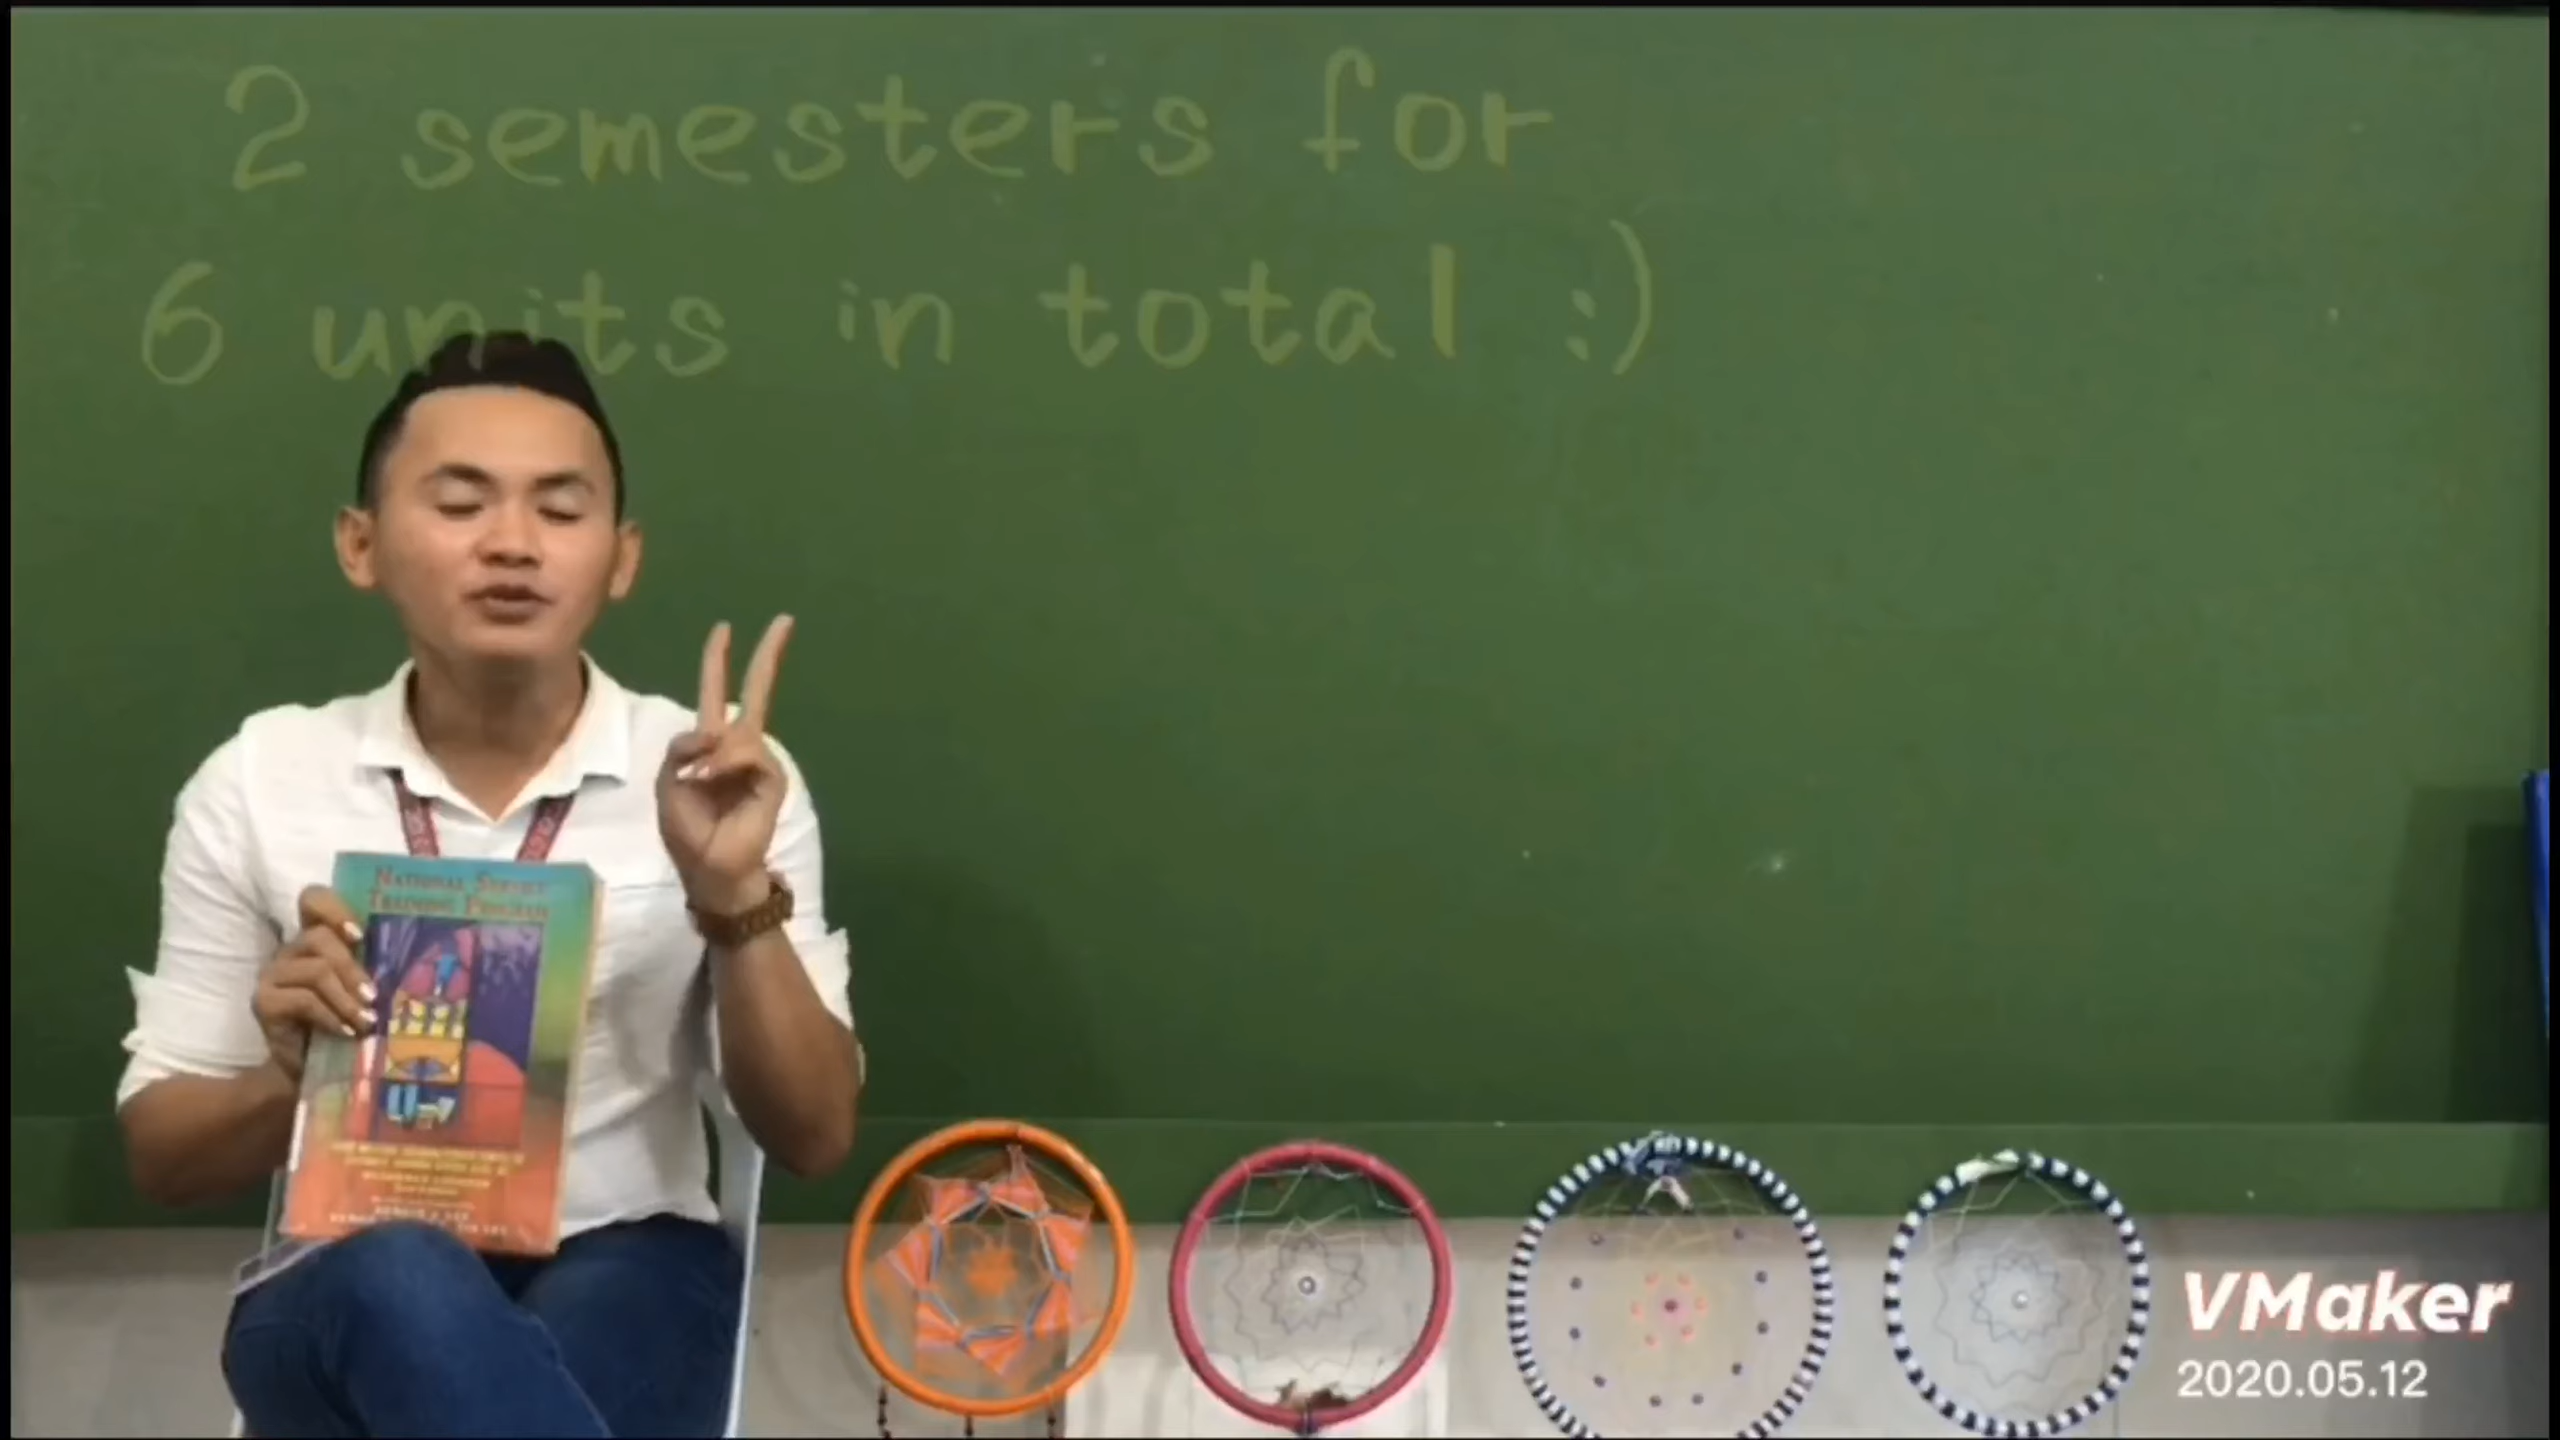 2 semesters for
6 units in total :)
NATIONAL SERVICE
TRAINING PROGRAM
VMaker
2020.05.12